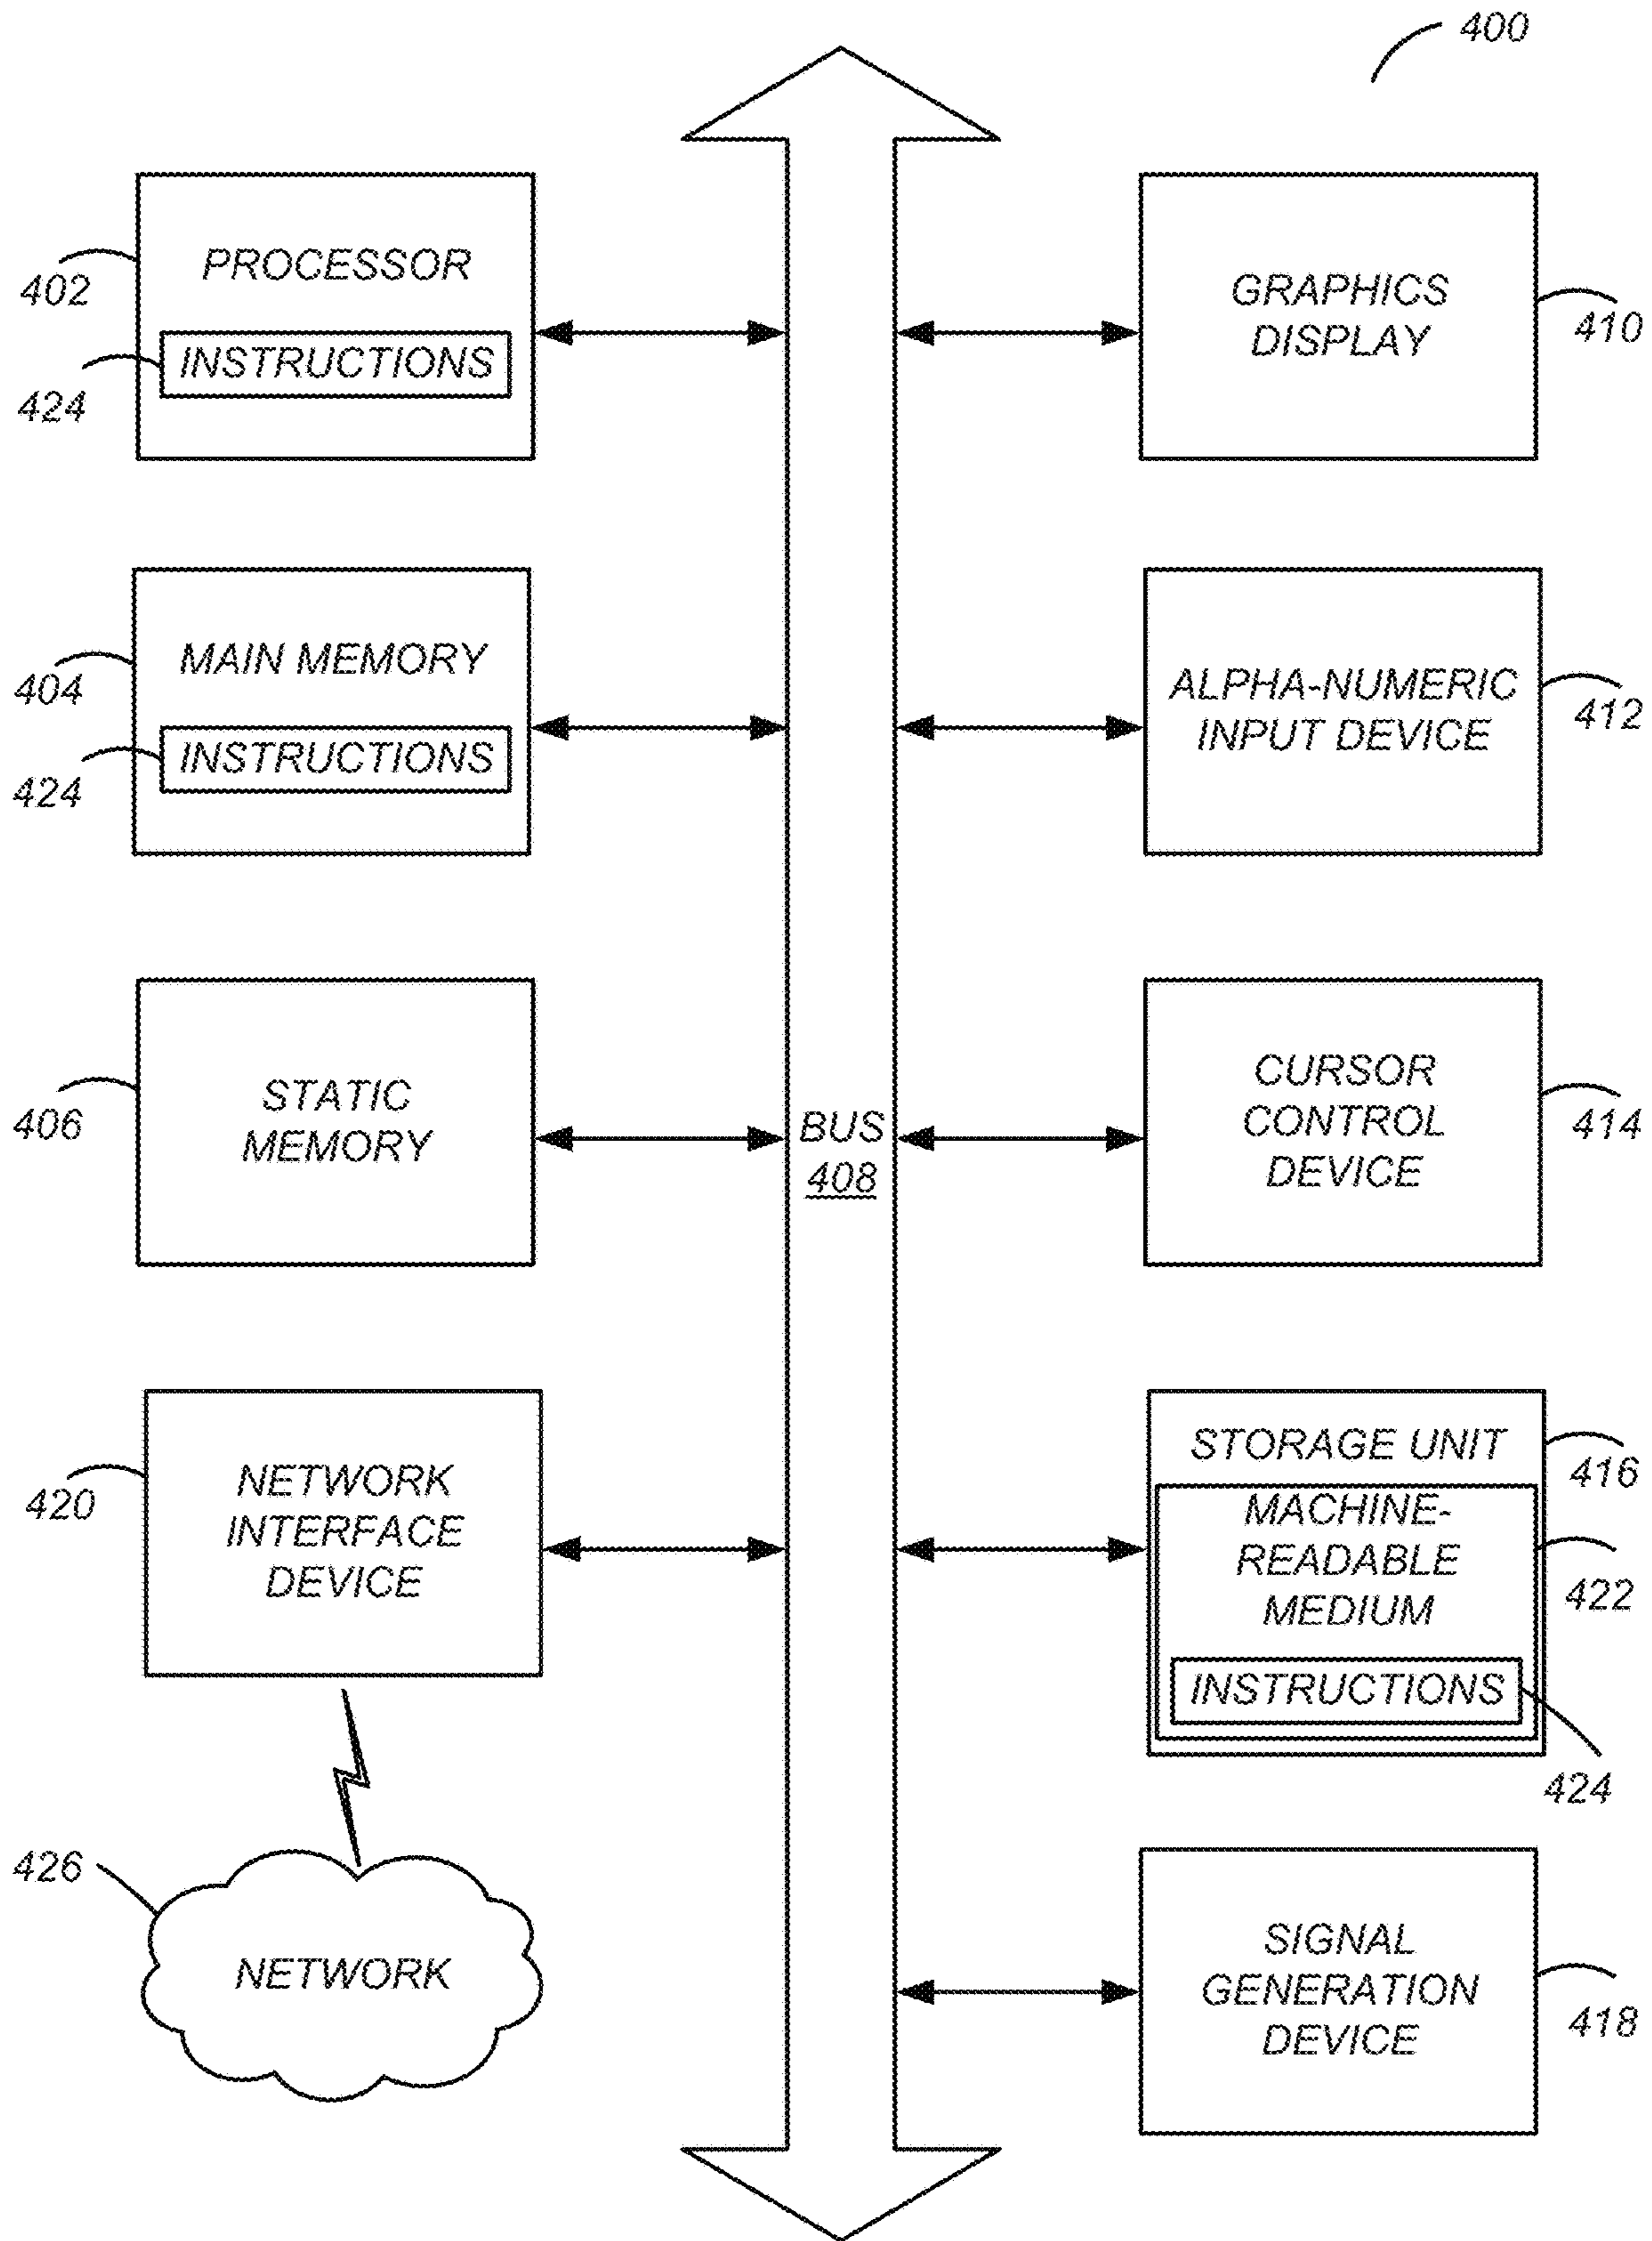 400
PROCESSOR
402
INSTRUCTIONS
424
GRAPHICS
DISPLAY
410
MAIN MEMORY
404
INSTRUCTIONS
424
ALPHA-NUMERIC
INPUT DEVICE
412
STATIC
MEMORY
406
BUS
408
CURSOR
CONTROL
DEVICE
414
NETWORK
INTERFACE
DEVICE
420
STORAGE UNIT
416
MACHINE-
READABLE
MEDIUM
422
INSTRUCTIONS
424
426
NETWORK
SIGNAL
GENERATION
DEVICE
418